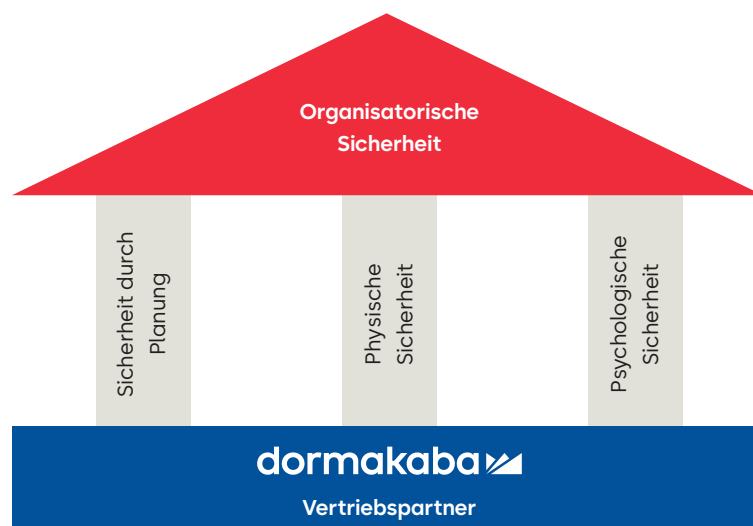 Organisatorische
Sicherheit
Sicherheit durch
Planung
Physische
Sicherheit
Psychologische
Sicherheit
dormakaba
Vertriebspartner